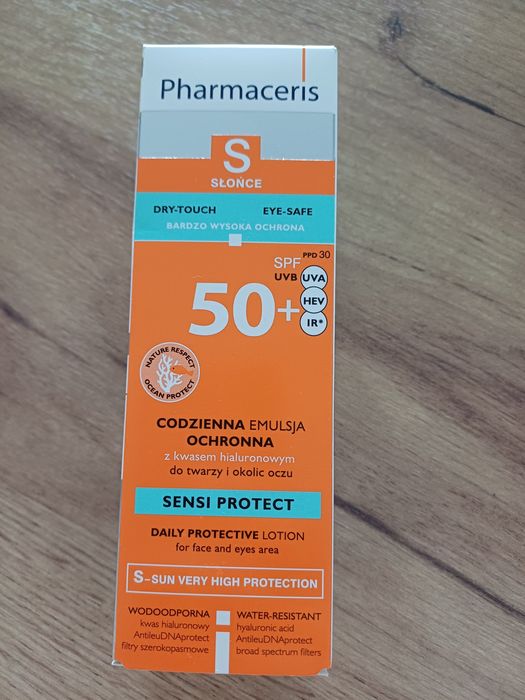 Pharmaceris
S
SŁOŃCE
DRY-TOUCH EYE-SAFE
BARDZO WYSOKA OCHRONA
SPF PPD 30
UVB UVA
50+ HEV
IR*
NATURE RESPECT
OCEAN PROTECT
CODZIENNA EMULSJA
OCHRONNA
z kwasem hialuronowym
do twarzy i okolic oczu
SENSI PROTECT
DAILY PROTECTIVE LOTION
for face and eyes area
S-SUN VERY HIGH PROTECTION
WODOODPORNA
kwas hialuronowy
AntileuDNAprotect
filtry szerokopasmowe
WATER-RESISTANT
hyaluronic acid
AntileuDNAprotect
broad spectrum filters